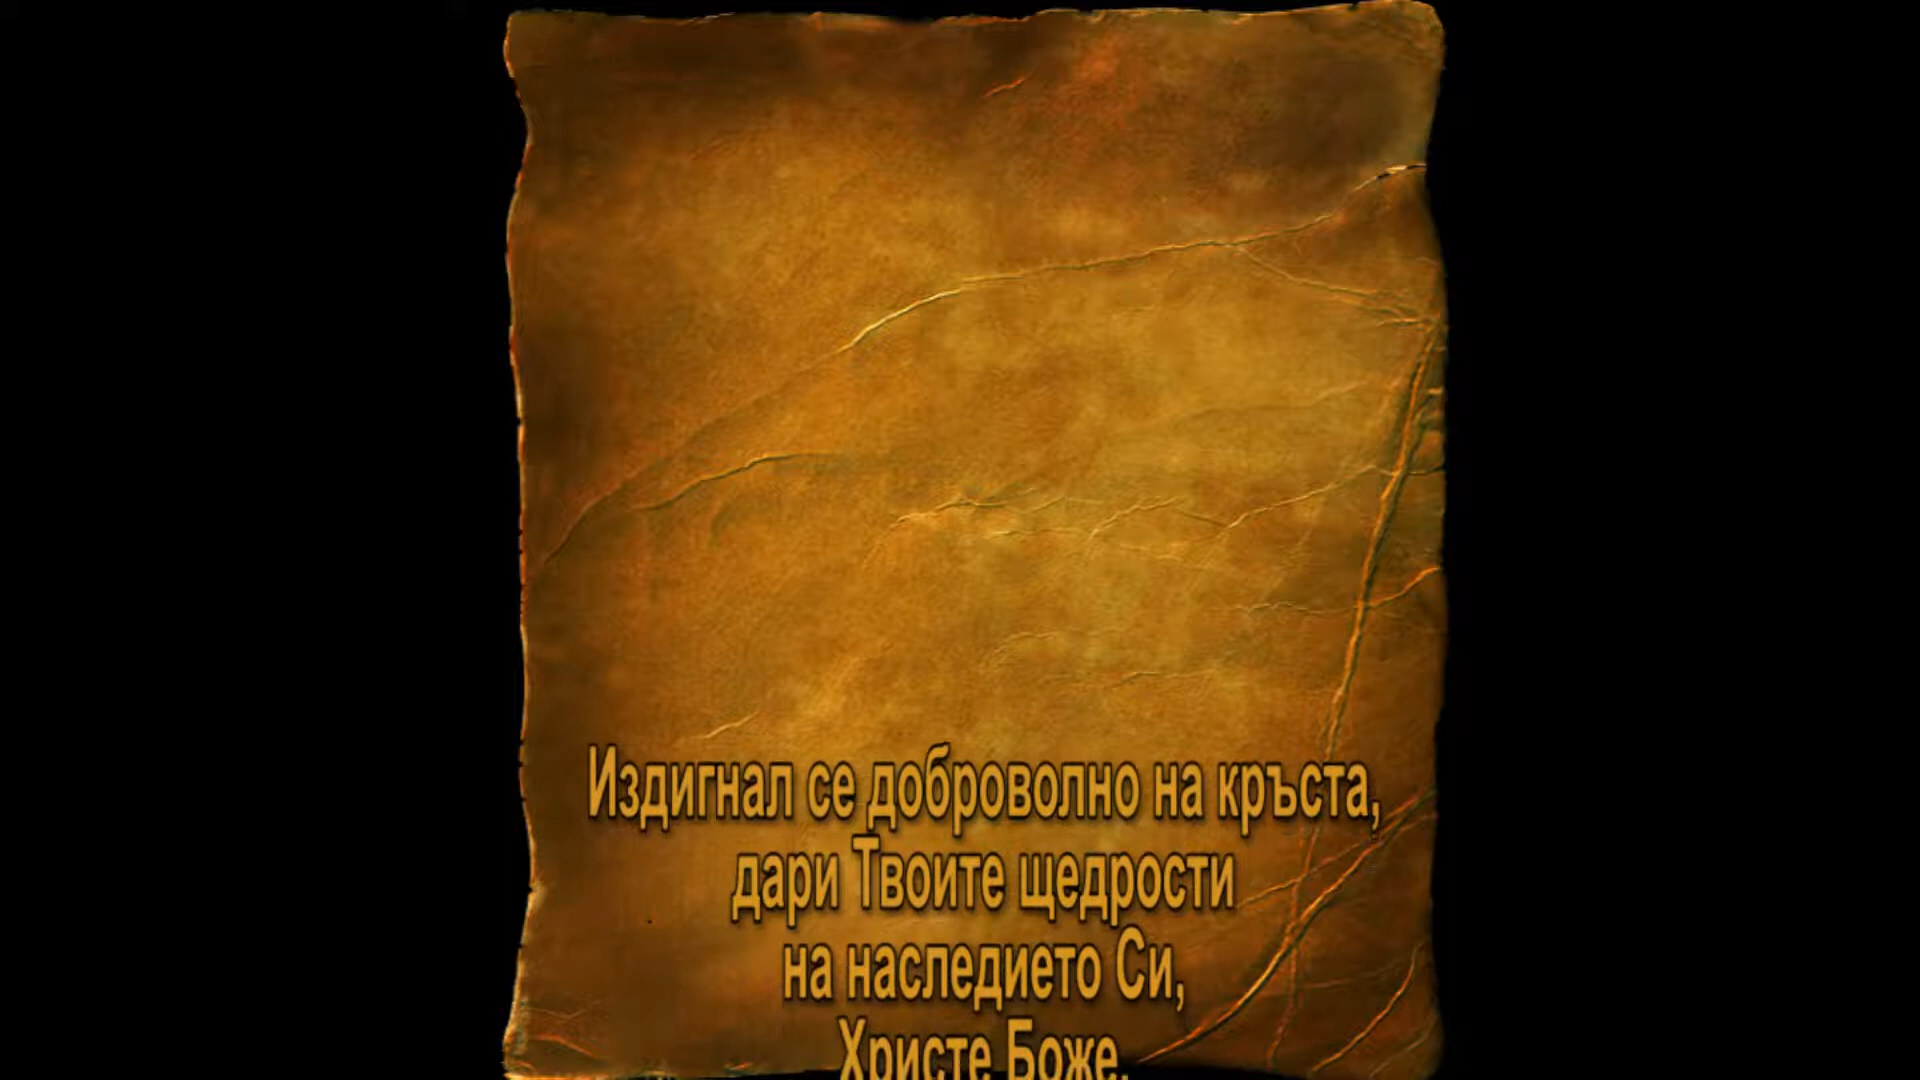 Издигнал се доброволно на кръста,
дари Твоите щедрости
на наследието Си,
Христе Боже.